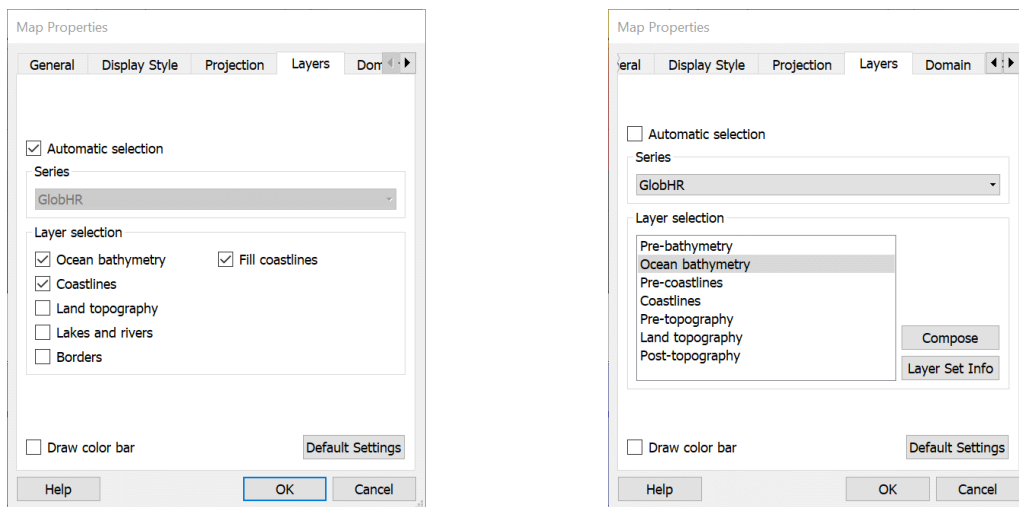 Map Properties
General Display Style Projection Layers Dom
Automatic selection
Series
GlobHR
Layer selection
Ocean bathymetry Fill coastlines
Coastlines
Land topography
Lakes and rivers
Borders
Draw color bar Default Settings
Help OK Cancel
Map Properties
eral Display Style Projection Layers Domain
Automatic selection
Series
GlobHR
Layer selection
Pre-bathymetry
Ocean bathymetry
Pre-coastlines
Coastlines
Pre-topography
Land topography Compose
Post-topography Layer Set Info
Draw color bar Default Settings
Help OK Cancel